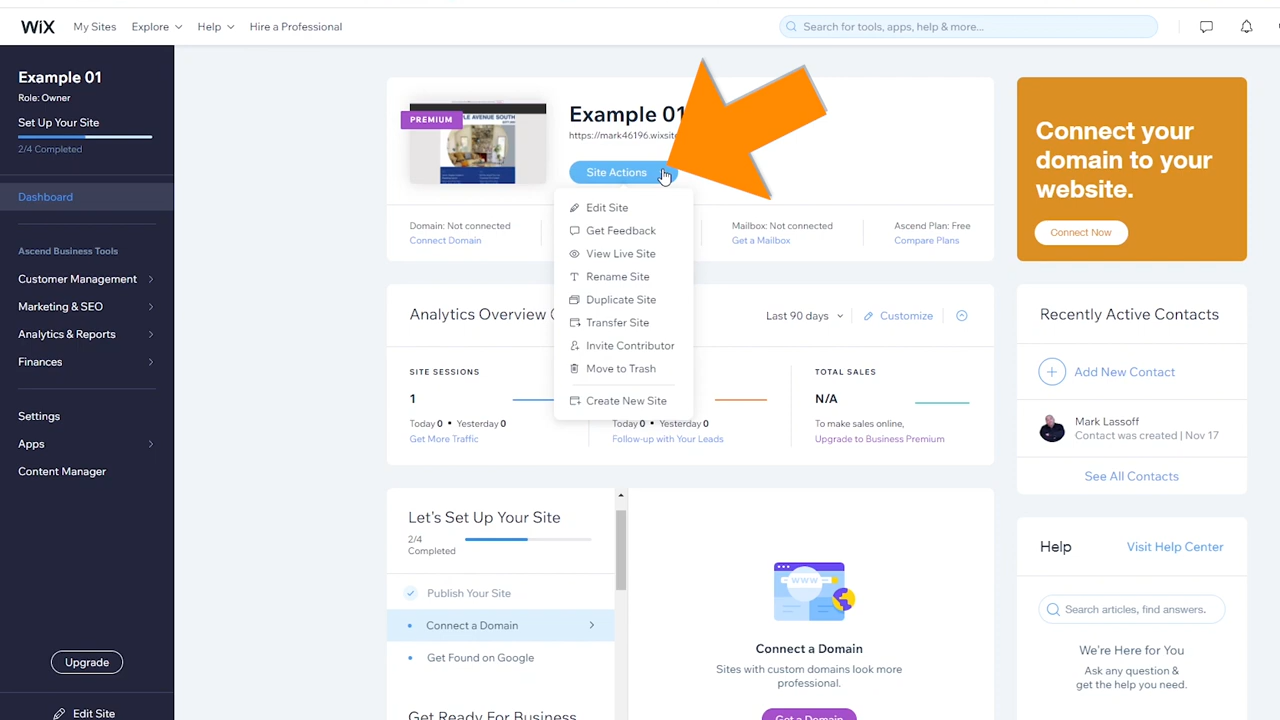 WiX
My Sites
Explore
Help
Hire a Professional
Search for tools, apps, help & more...
Example 01
Role: Owner
Set Up Your Site
2/4 Completed
Dashboard
Ascend Business Tools
Customer Management
Marketing & SEO
Analytics & Reports
Finances
Settings
Apps
Content Manager
Upgrade
Edit Site
PREMIUM
Example 01
https://mark46196.wixsite
Site Actions
Edit Site
Get Feedback
View Live Site
Rename Site
Duplicate Site
Transfer Site
Invite Contributor
Move to Trash
Create New Site
Domain: Not connected
Connect Domain
Mailbox: Not connected
Get a Mailbox
Ascend Plan: Free
Compare Plans
Connect your
domain to your
website.
Connect Now
Analytics Overview
Last 90 days
Customize
SITE SESSIONS
1
Today 0 • Yesterday 0
Get More Traffic
Today 0 • Yesterday 0
Follow-up with Your Leads
TOTAL SALES
N/A
To make sales online,
Upgrade to Business Premium
Recently Active Contacts
Add New Contact
Mark Lassoff
Contact was created | Nov 17
See All Contacts
Let's Set Up Your Site
2/4
Completed
Publish Your Site
Connect a Domain
Get Found on Google
Get Ready For Business
WWW
Connect a Domain
Sites with custom domains look more
professional.
Get a Domain
Help
Visit Help Center
Search articles, find answers.
We're Here for You
Ask any question &
get the help you need.